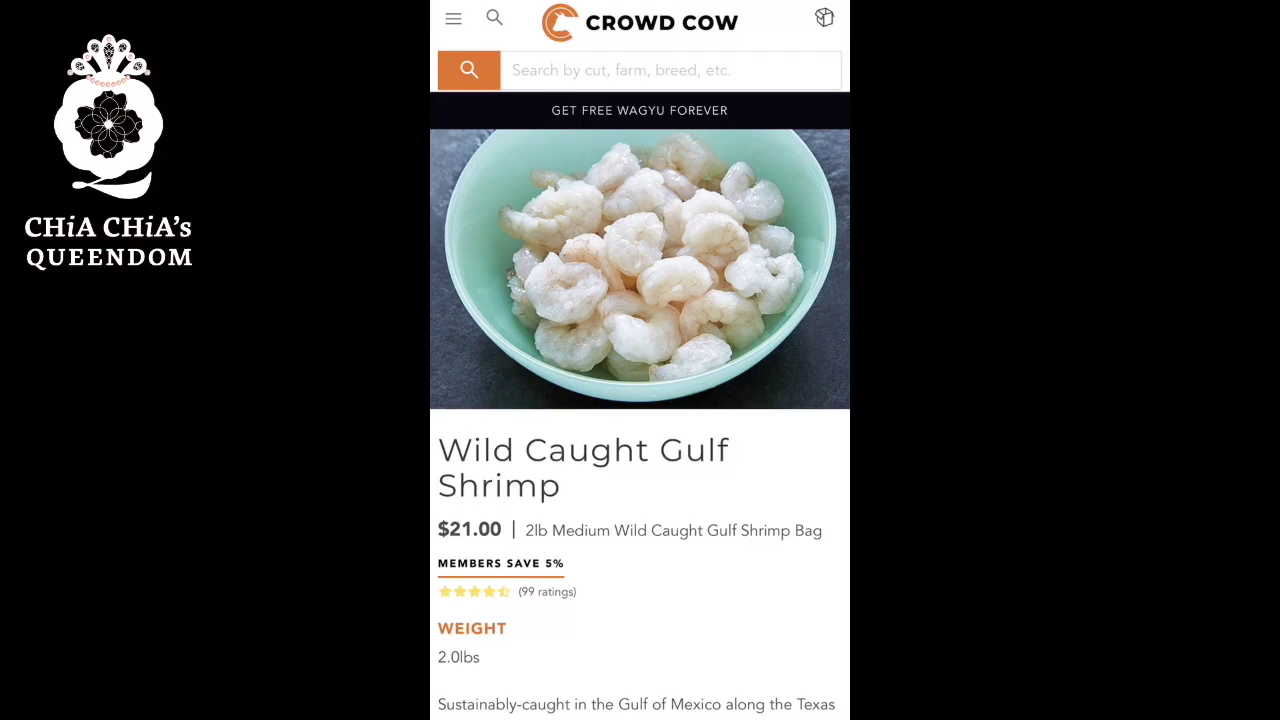 CHiA CHiA's
QUEENDOM
CROWD COW
Search by cut, farm, breed, etc.
GET FREE WAGYU FOREVER
Wild Caught Gulf
Shrimp
$21.00 | 2lb Medium Wild Caught Gulf Shrimp Bag
MEMBERS SAVE 5%
(99 ratings)
WEIGHT
2.0lbs
Sustainably-caught in the Gulf of Mexico along the Texas